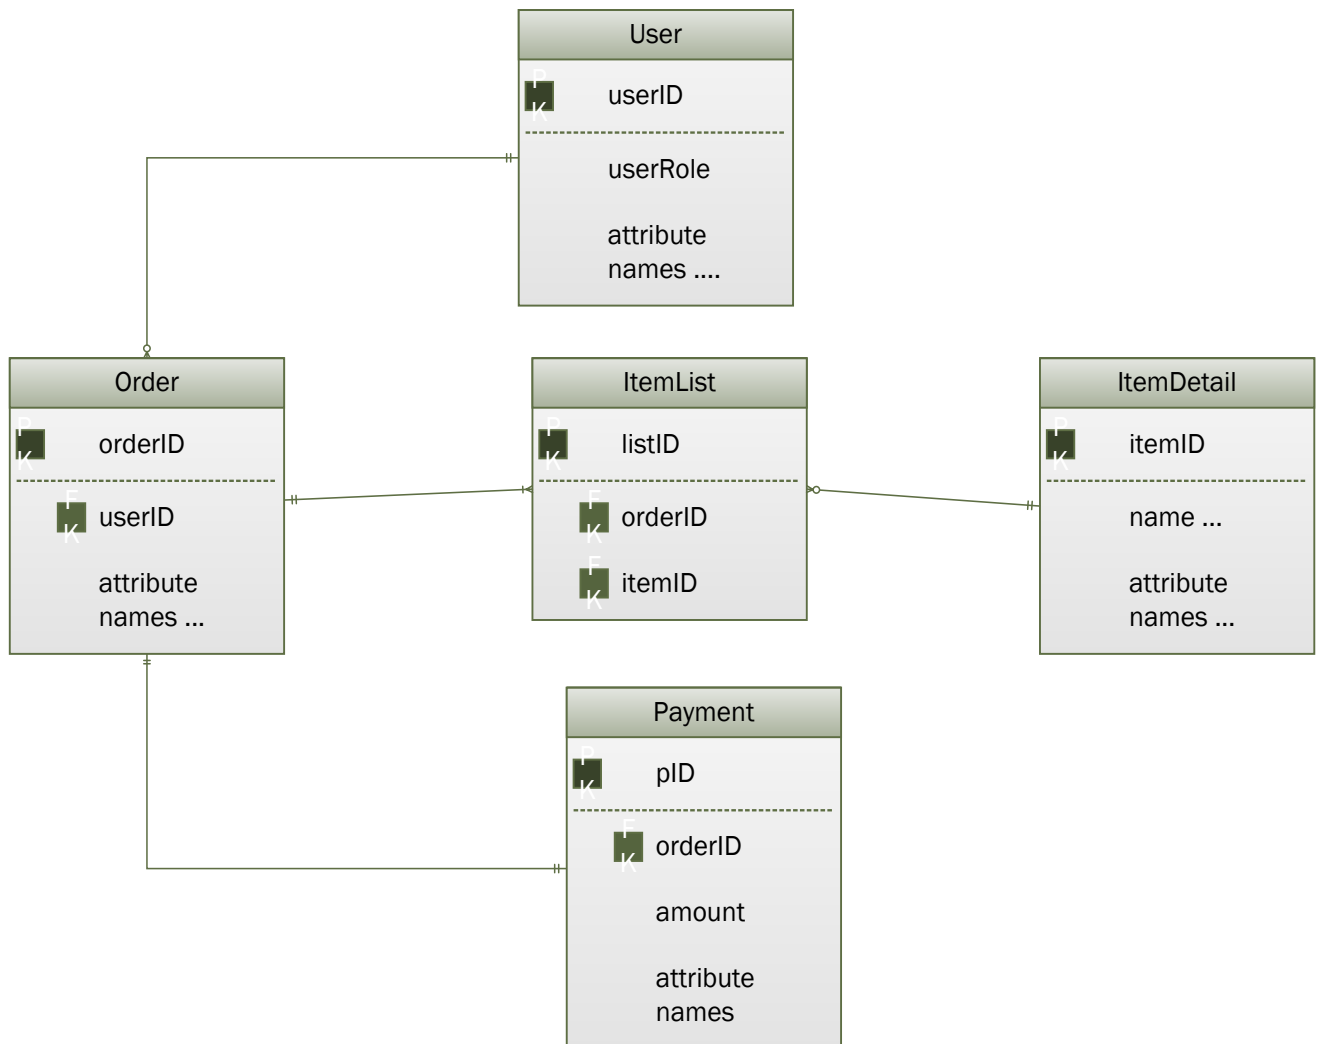 User
PK userID
userRole
attribute
names ....
Order
PK orderID
FK userID
attribute
names ...
ItemList
PK listID
FK orderID
FK itemID
ItemDetail
PK itemID
name ...
attribute
names ...
Payment
PK pID
FK orderID
amount
attribute
names